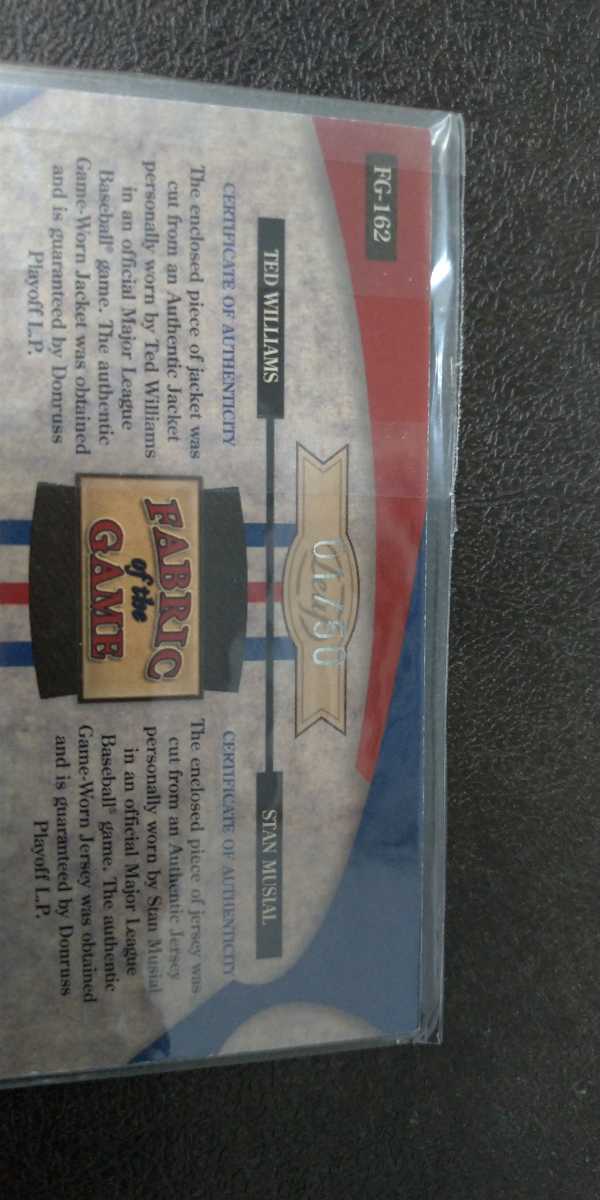 FG-162
TED WILLIAMS
CERTIFICATE OF AUTHENTICITY
The enclosed piece of jacket was
cut from an Authentic Jacket
personally worn by Ted Williams
in an official Major League
Baseball® game. The authentic
Game-Worn Jacket was obtained
and is guaranteed by Donruss
Playoff L.P.
04/50
FABRIC
of the
GAME
STAN MUSIAL
CERTIFICATE OF AUTHENTICITY
The enclosed piece of jersey was
cut from an Authentic Jersey
personally worn by Stan Musial
in an official Major League
Baseball® game. The authentic
Game-Worn Jersey was obtained
and is guaranteed by Donruss
Playoff L.P.